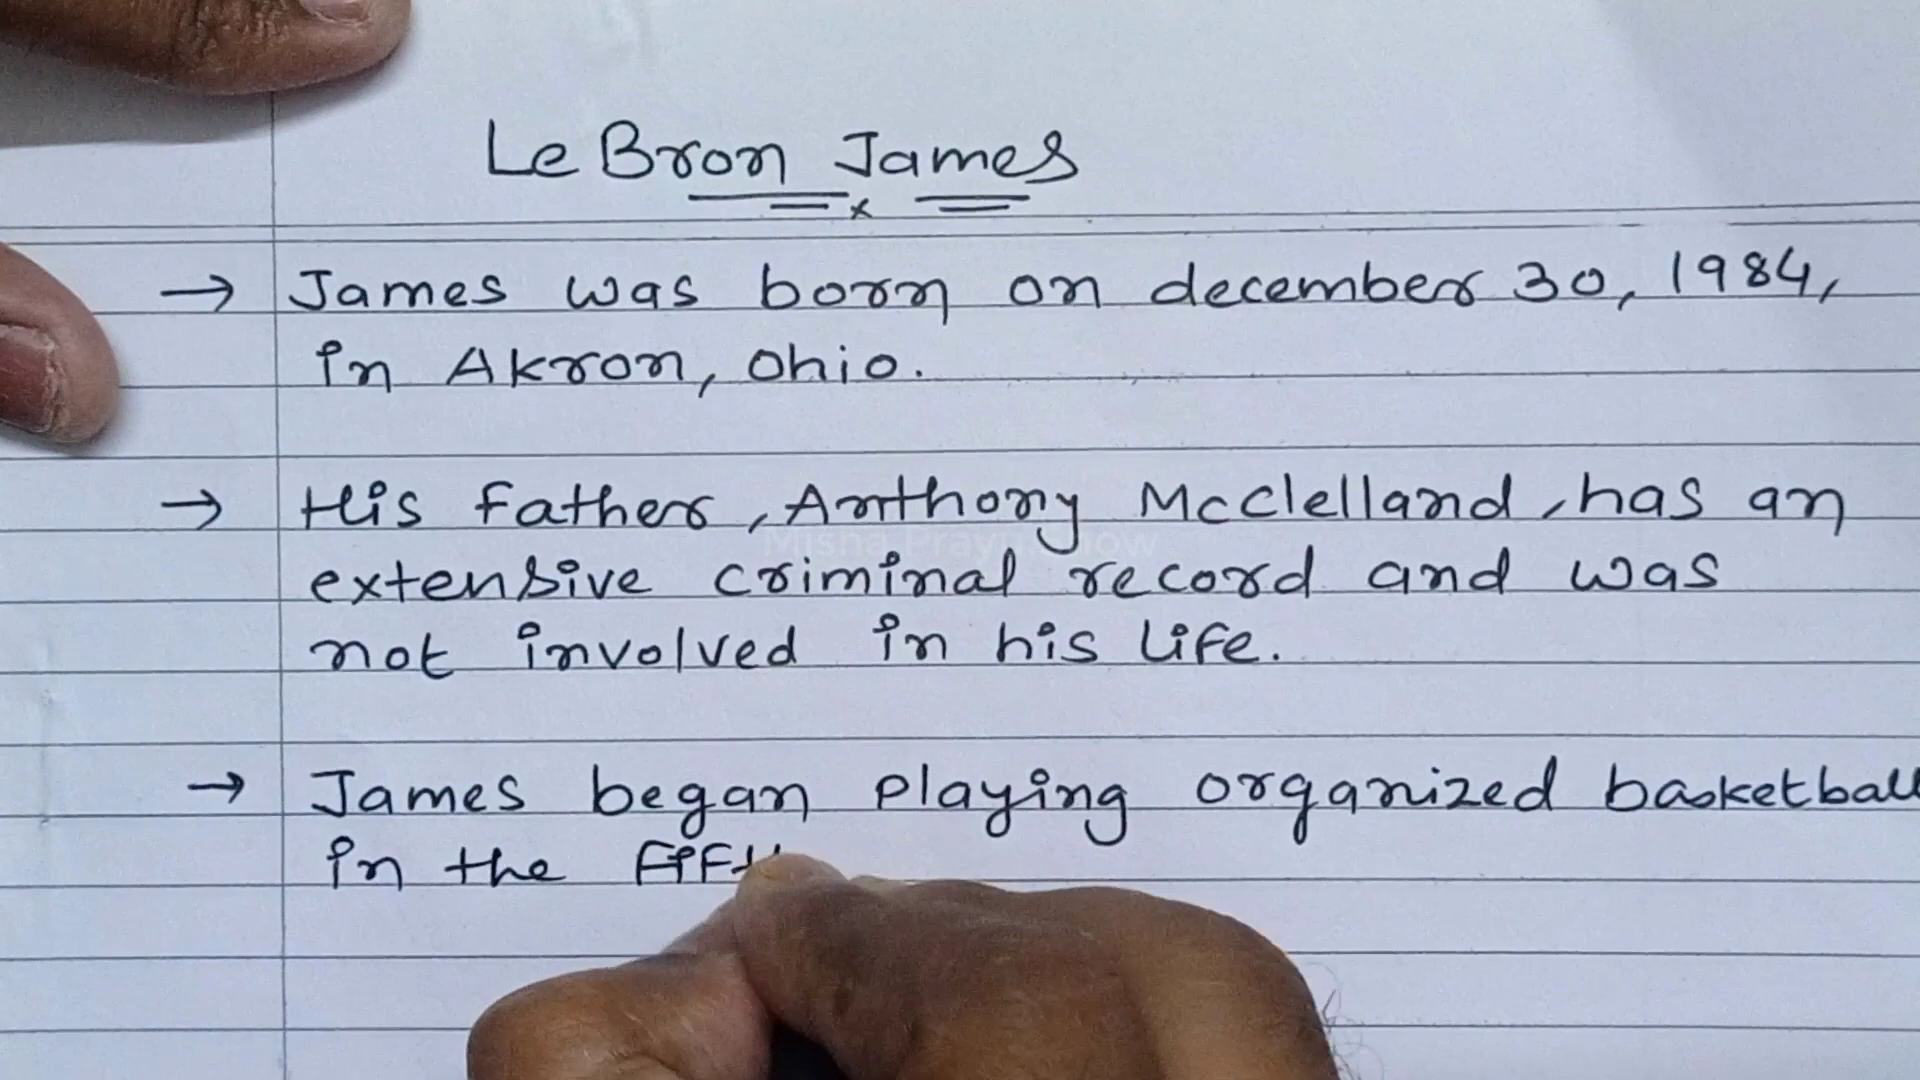 LeBron James
→ James was born on december 30, 1984,
in Akron, Ohio.
→ His father, Anthony McClelland, has an
extensive criminal record and was
not involved in his life.
→ James began playing organized basketball
in the